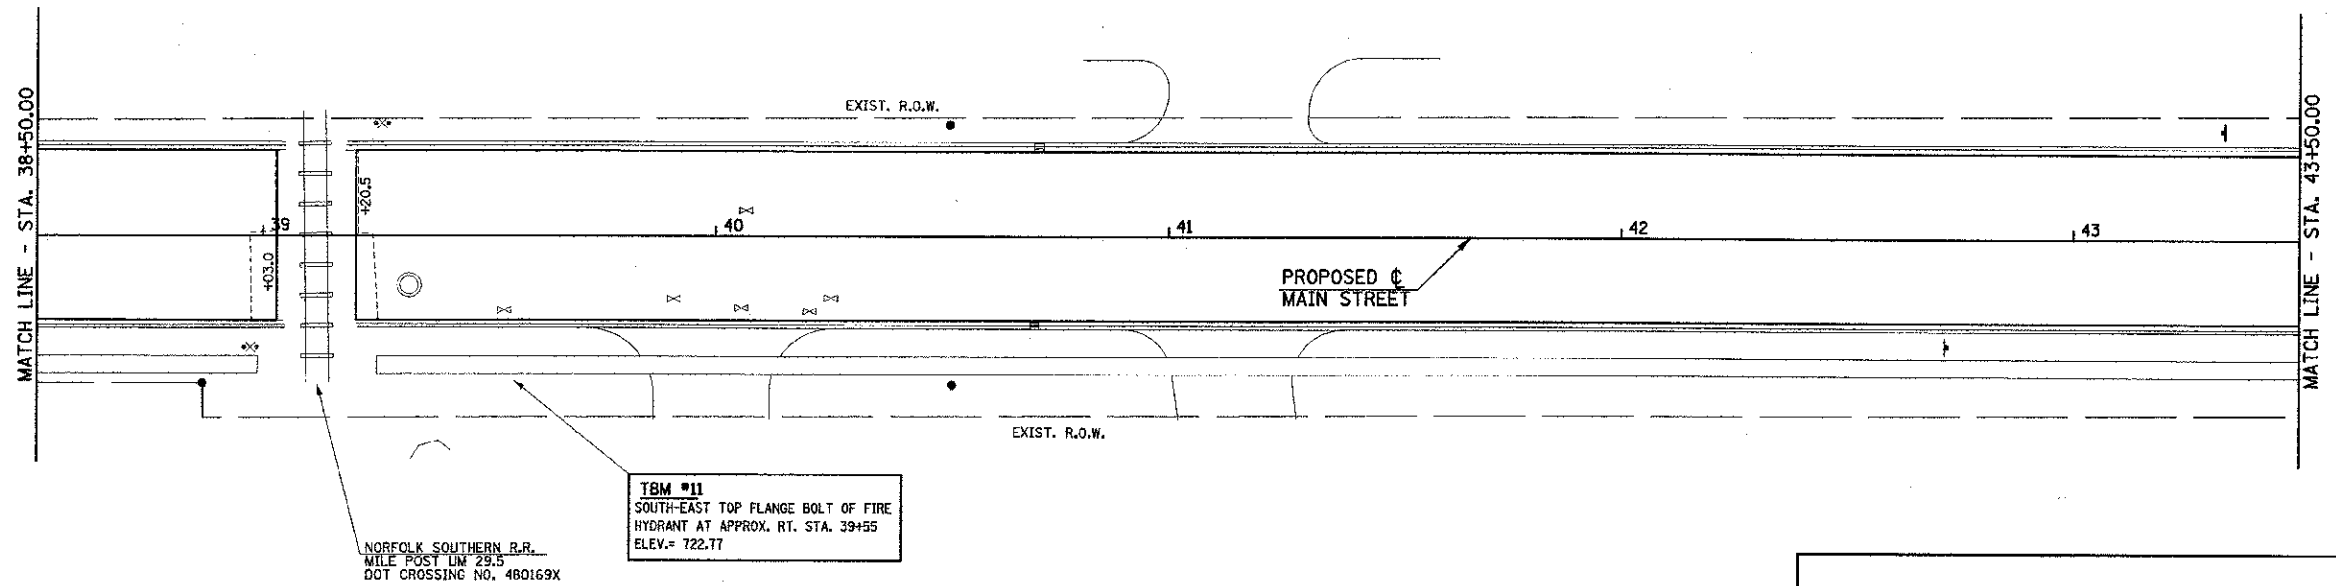 MATCH LINE - STA. 38+50.00
EXIST. R.O.W.
MATCH LINE - STA. 43+50.00
+20.5
39
40
41
42
43
+03.0
PROPOSED ℄
MAIN STREET
EXIST. R.O.W.
TBM #11
SOUTH-EAST TOP FLANGE BOLT OF FIRE
HYDRANT AT APPROX. RT. STA. 39+55
ELEV.= 722.77
NORFOLK SOUTHERN R.R.
MILE POST UM 29.5
DOT CROSSING NO. 480169X